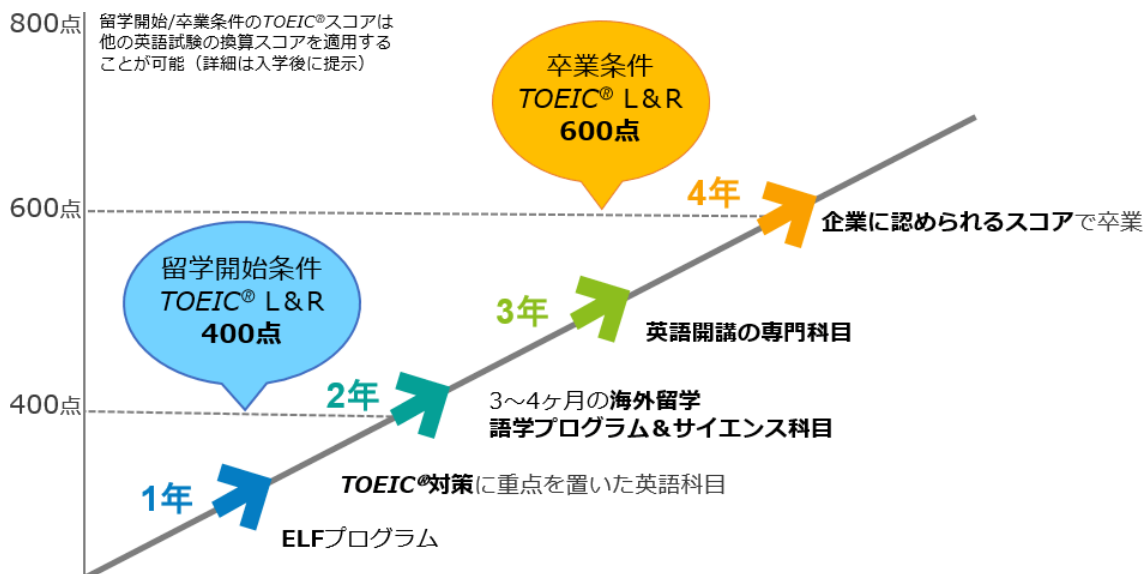 800点
留学開始/卒業条件のTOEIC®スコアは
他の英語試験の換算スコアを適用する
ことが可能（詳細は入学後に提示）
卒業条件
TOEIC® L＆R
600点
600点
4年
企業に認められるスコアで卒業
留学開始条件
TOEIC® L＆R
400点
3年
英語開講の専門科目
400点
2年
3～4ヶ月の海外留学
語学プログラム＆サイエンス科目
TOEIC®対策に重点を置いた英語科目
1年
ELFプログラム